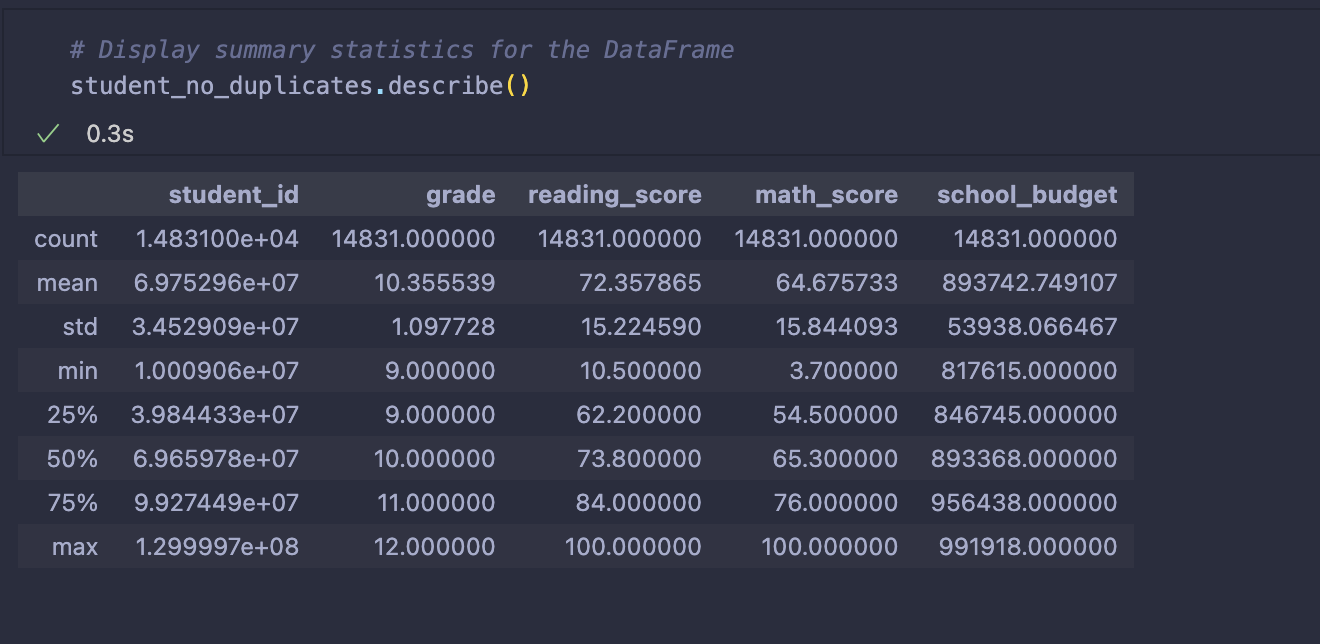 # Display summary statistics for the DataFrame
student_no_duplicates.describe()
0.3s
student_id grade reading_score math_score school_budget
count 1.483100e+04 14831.000000 14831.000000 14831.000000 14831.000000
mean 6.975296e+07 10.355539 72.357865 64.675733 893742.749107
std 3.452909e+07 1.097728 15.224590 15.844093 53938.066467
min 1.000906e+07 9.000000 10.500000 3.700000 817615.000000
25% 3.984433e+07 9.000000 62.200000 54.500000 846745.000000
50% 6.965978e+07 10.000000 73.800000 65.300000 893368.000000
75% 9.927449e+07 11.000000 84.000000 76.000000 956438.000000
max 1.299997e+08 12.000000 100.000000 100.000000 991918.000000